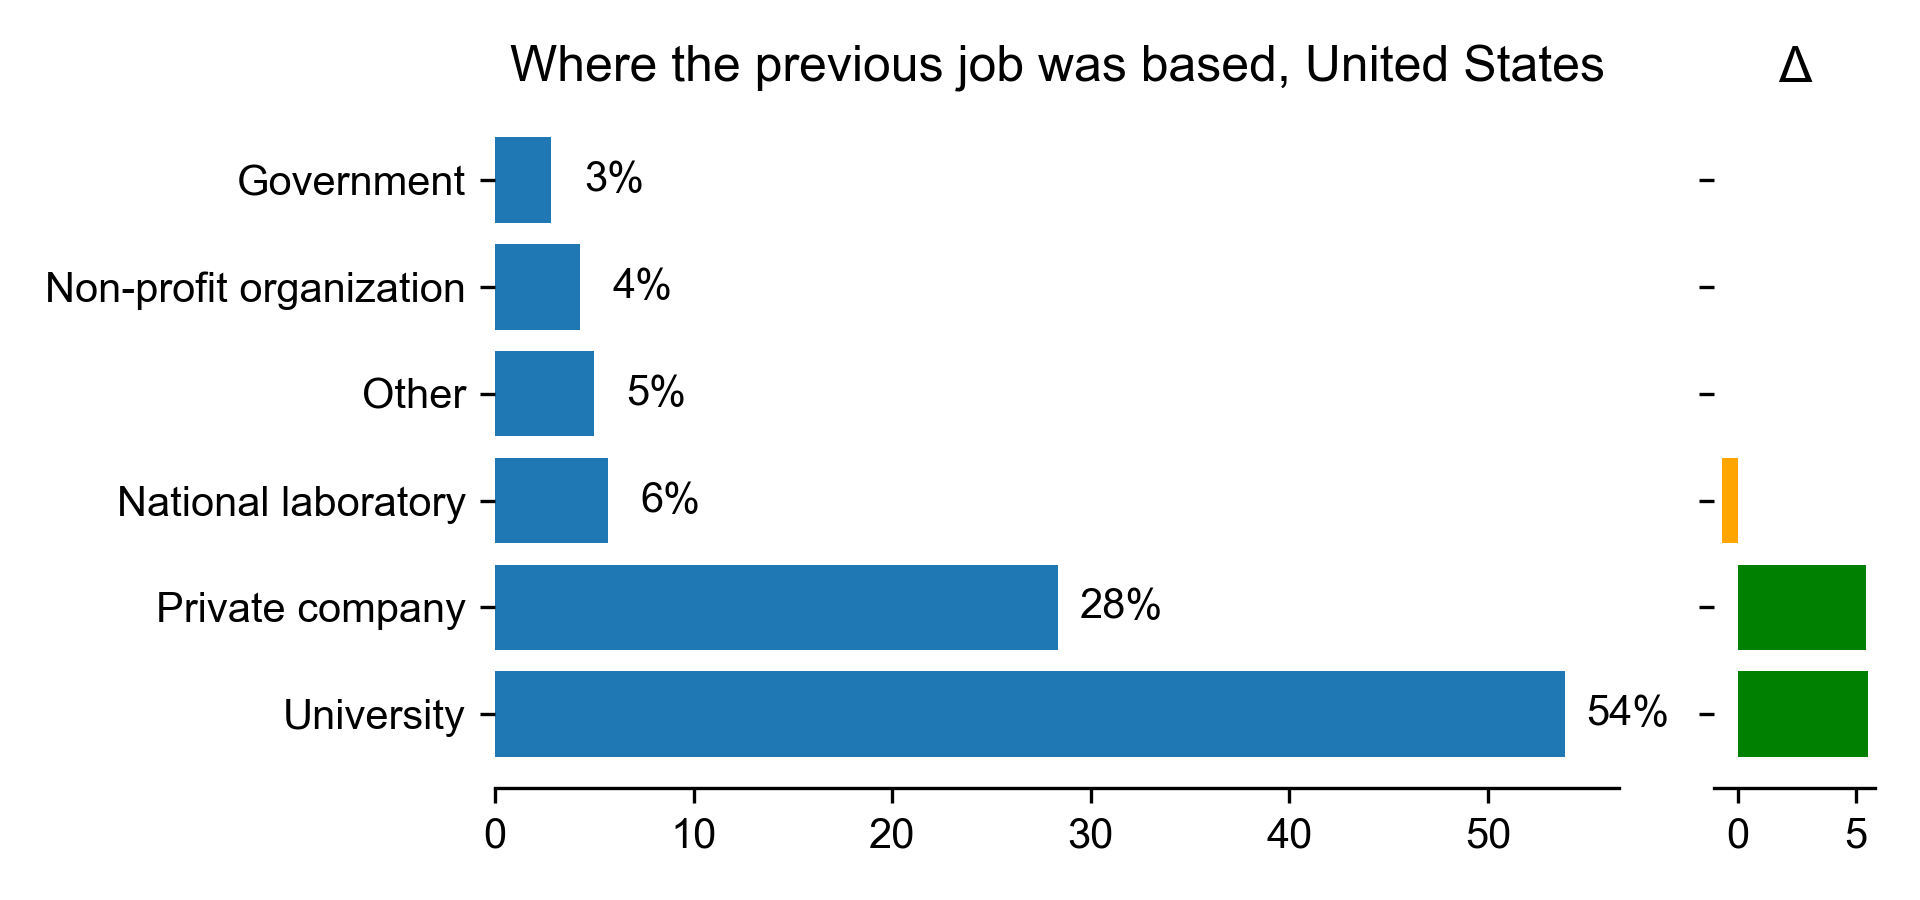 Where the previous job was based, United States
Δ
Government
3%
Non-profit organization
4%
Other
5%
National laboratory
6%
Private company
28%
University
54%
0 10 20 30 40 50
0 5